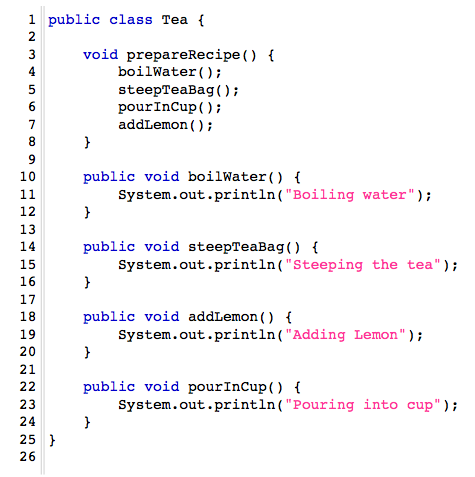 1 public class Tea {
2
3     void prepareRecipe() {
4         boilWater();
5         steepTeaBag();
6         pourInCup();
7         addLemon();
8     }
9
10     public void boilWater() {
11         System.out.println("Boiling water");
12     }
13
14     public void steepTeaBag() {
15         System.out.println("Steeping the tea");
16     }
17
18     public void addLemon() {
19         System.out.println("Adding Lemon");
20     }
21
22     public void pourInCup() {
23         System.out.println("Pouring into cup");
24     }
25 }
26